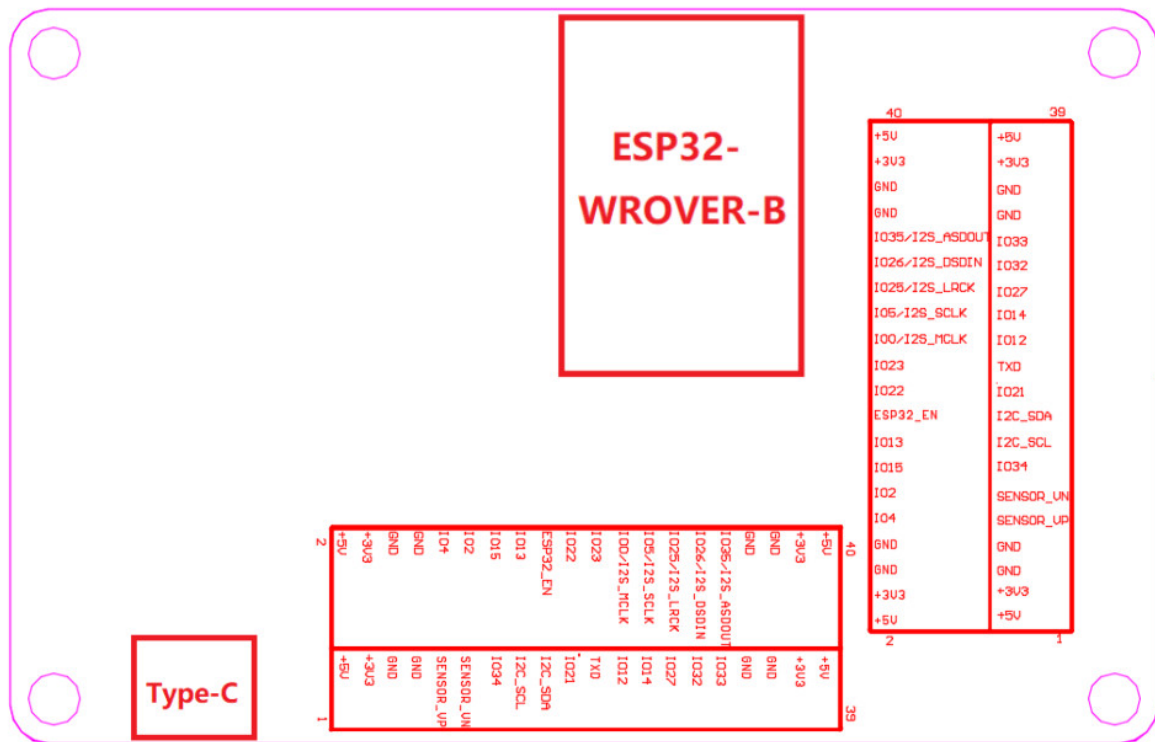 ESP32-
WROVER-B
40 39
+5V +5V
+3V3 +3V3
GND GND
GND GND
IO35/I2S_ASDOUT IO33
IO26/I2S_DSDIN IO32
IO25/I2S_LRCK IO27
IO5/I2S_SCLK IO14
IO0/I2S_MCLK IO12
IO23 TXD
IO22 IO21
ESP32_EN I2C_SDA
IO13 I2C_SCL
IO15 IO34
IO2 SENSOR_VN
IO4 SENSOR_VP
GND GND
GND GND
+3V3 +3V3
+5V +5V
2 1
2
+5V
+3V3
GND
GND
IO4
IO2
IO15
IO13
ESP32_EN
IO22
IO23
IO0/I2S_MCLK
IO5/I2S_SCLK
IO25/I2S_LRCK
IO26/I2S_DSDIN
IO35/I2S_ASDOUT
GND
GND
+3V3
+5V
40
1
+5V
+3V3
GND
GND
SENSOR_VP
SENSOR_VN
IO34
I2C_SCL
I2C_SDA
IO21
TXD
IO12
IO14
IO27
IO32
IO33
GND
GND
+3V3
+5V
39
Type-C